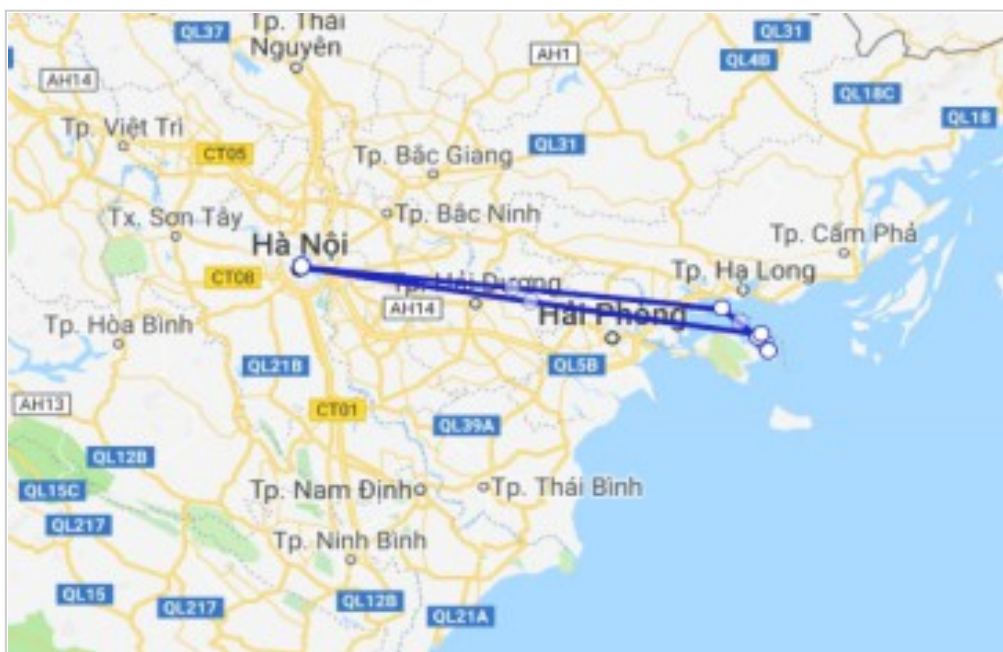 QL37
Tp. Thái
Nguyên
AH1
QL31
QL4B
AH14
QL18C
QL18
Tp. Việt Trì
CT05
Tp. Bắc Giang
QL31
Tx. Sơn Tây
Tp. Bắc Ninh
Hà Nội
Tp. Cẩm Phả
CT08
Tp. Hải Dương
Tp. Hạ Long
AH14
Hải Phòng
Tp. Hòa Bình
QL21B
QL5B
AH13
CT01
QL39A
QL12B
QL15C
Tp. Nam Định
Tp. Thái Bình
QL217
Tp. Ninh Bình
QL15
QL217
QL12B
QL21A